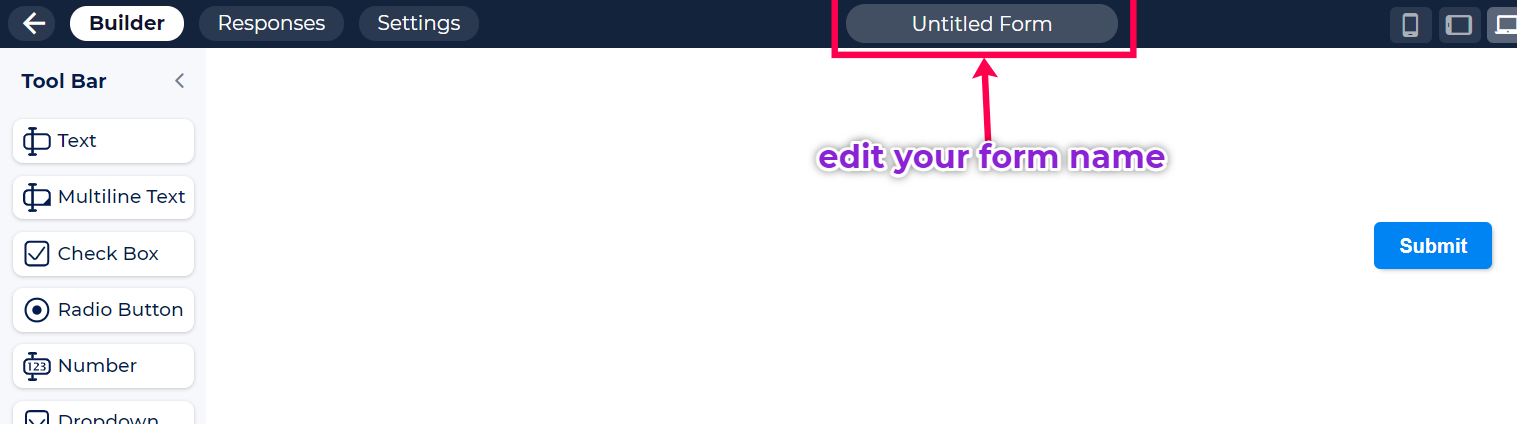 Builder
Responses
Settings
Untitled Form
Tool Bar
edit your form name
Text
Multiline Text
Check Box
Submit
Radio Button
123 Number
Dropdown